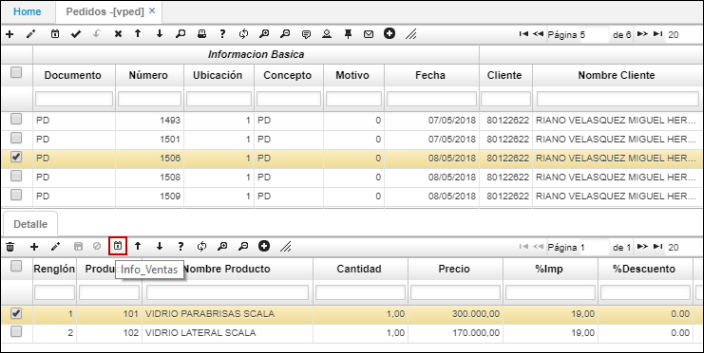 Home Pedidos -[vped] ×
Página 5 de 6 20
Informacion Basica
Documento Número Ubicación Concepto Motivo Fecha Cliente Nombre Cliente
PD 1493 1 PD 0 07/05/2018 80122622 RIANO VELASQUEZ MIGUEL HER...
PD 1501 1 PD 0 07/05/2018 80122622 RIANO VELASQUEZ MIGUEL HER...
PD 1506 1 PD 0 08/05/2018 80122622 RIANO VELASQUEZ MIGUEL HER...
PD 1508 1 PD 0 08/05/2018 80122622 RIANO VELASQUEZ MIGUEL HER...
PD 1509 1 PD 0 08/05/2018 80122622 RIANO VELASQUEZ MIGUEL HER...
Detalle
Página 1 de 1 20
Info_Ventas
Renglón Produ Nombre Producto Cantidad Precio %Imp %Descuento
1 101 VIDRIO PARABRISAS SCALA 1,00 300.000,00 19,00 0.00
2 102 VIDRIO LATERAL SCALA 1,00 170.000,00 19,00 0.00